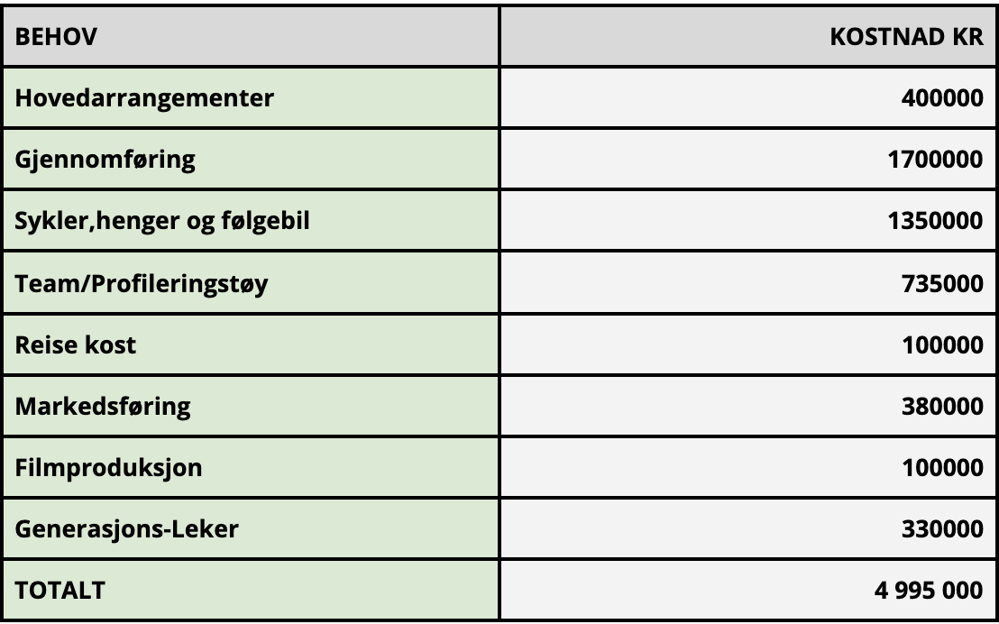 BEHOV KOSTNAD KR
Hovedarrangementer 400000
Gjennomføring 1700000
Sykler,henger og følgebil 1350000
Team/Profileringstøy 735000
Reise kost 100000
Markedsføring 380000
Filmproduksjon 100000
Generasjons-Leker 330000
TOTALT 4 995 000